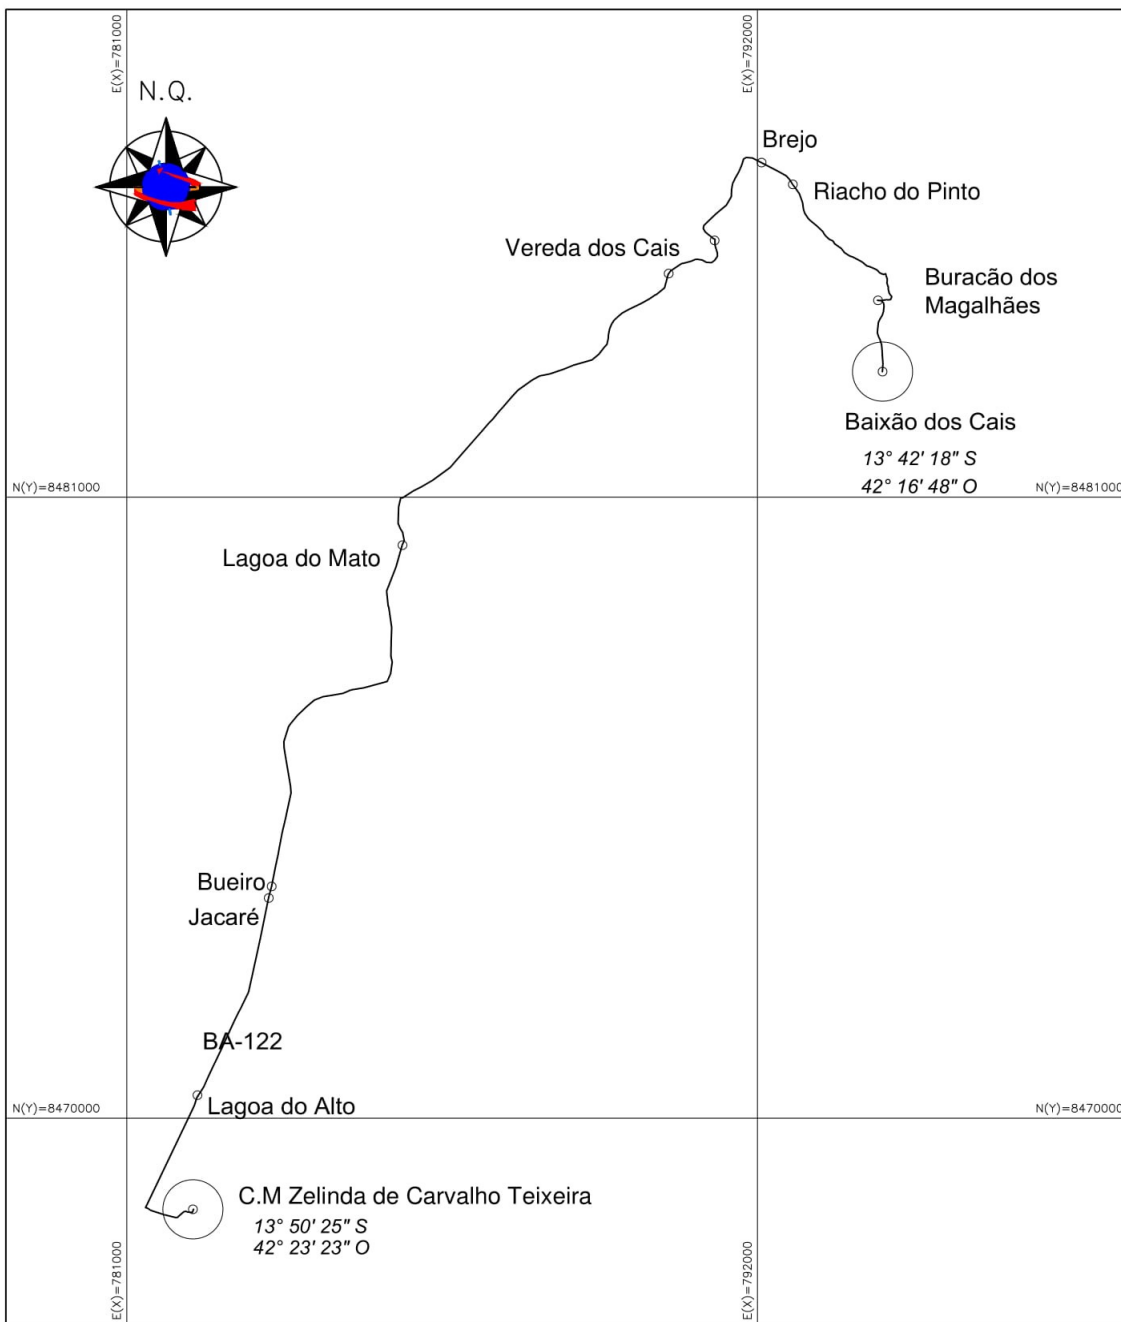 E(X)=781000
E(X)=792000
N.Q.
Brejo
Riacho do Pinto
Vereda dos Cais
Buracão dos
Magalhães
Baixão dos Cais
13° 42' 18" S
42° 16' 48" O
N(Y)=8481000
N(Y)=8481000
Lagoa do Mato
Bueiro
Jacaré
BA-122
Lagoa do Alto
N(Y)=8470000
N(Y)=8470000
C.M Zelinda de Carvalho Teixeira
13° 50' 25" S
42° 23' 23" O
E(X)=781000
E(X)=792000